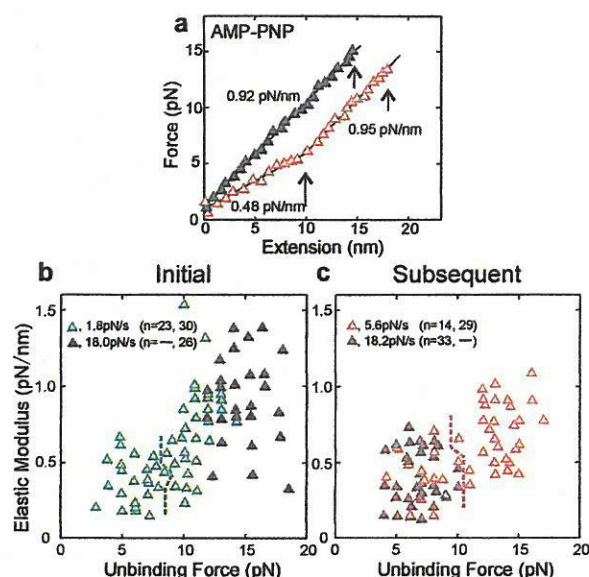 a
AMP-PNP
15
10
5
0
Force (pN)
0.92 pN/nm
0.95 pN/nm
0.48 pN/nm
0 5 10 15 20
Extension (nm)
b Initial
c Subsequent
1.5
1.0
0.5
0
Elastic Modulus (pN/nm)
, 1.8pN/s (n=23, 30)
, 18.0pN/s (n=—, 26)
, 5.6pN/s (n=14, 29)
, 18.2pN/s (n=33, —)
0 5 10 15 20
0 5 10 15 20
Unbinding Force (pN)
Unbinding Force (pN)